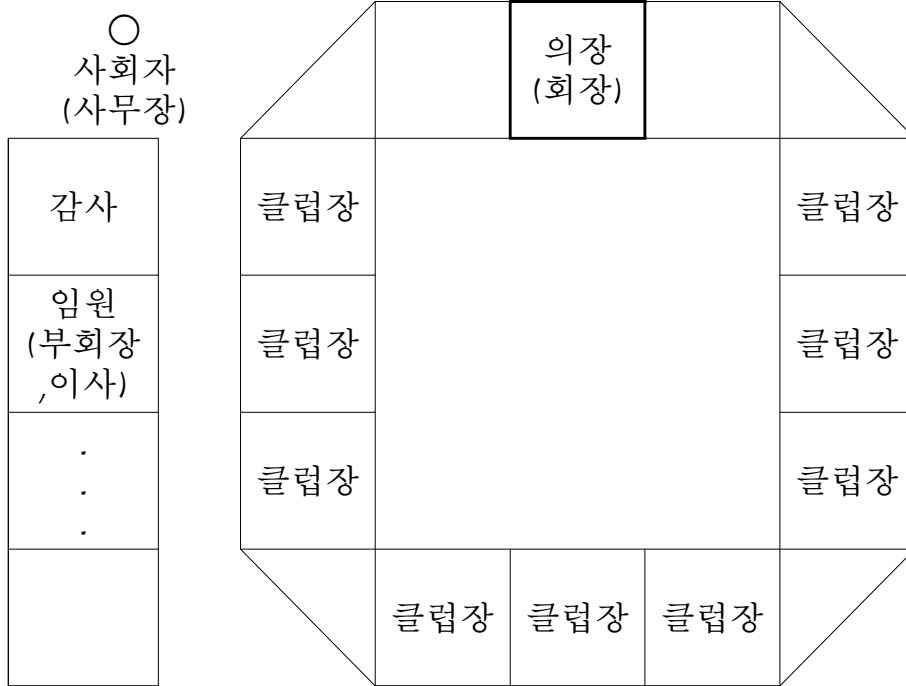 ○
사회자
(사무장)
의장
(회장)
감사
클럽장
클럽장
임원
(부회장
,이사)
클럽장
클럽장
.
.
.
클럽장
클럽장
클럽장
클럽장
클럽장